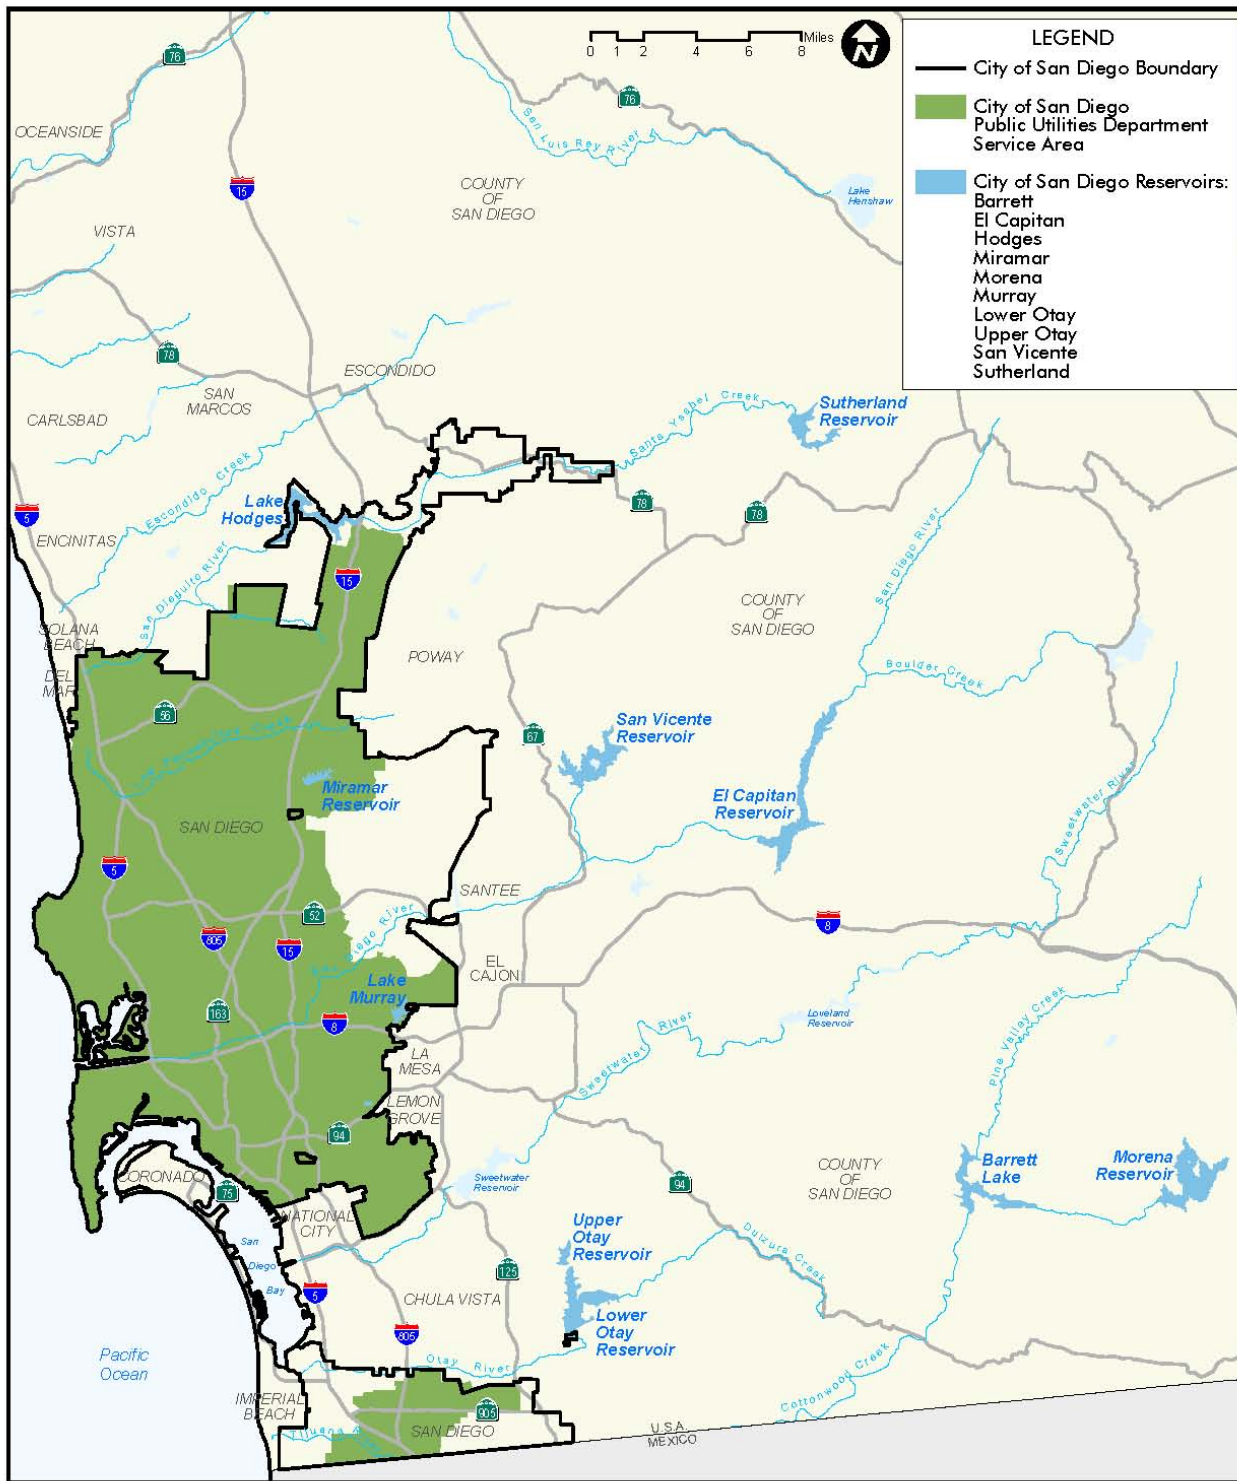 Miles
0 1 2 4 6 8
N
LEGEND
City of San Diego Boundary
City of San Diego
Public Utilities Department
Service Area
City of San Diego Reservoirs:
Barrett
El Capitan
Hodges
Miramar
Morena
Murray
Lower Otay
Upper Otay
San Vicente
Sutherland
76
76
OCEANSIDE
San Luis Rey River
15
COUNTY
OF
SAN DIEGO
Lake
Henshaw
VISTA
78
ESCONDIDO
SAN
MARCOS
CARLSBAD
Santa Ysabel Creek
Sutherland
Reservoir
Escondido Creek
Lake
Hodges
5
78
78
ENCINITAS
San Dieguito River
15
San Diego River
COUNTY
OF
SAN DIEGO
SOLANA
BEACH
POWAY
Boulder Creek
DEL
MAR
56
San Vicente
Reservoir
67
Los Penasquitos Creek
Miramar
Reservoir
El Capitan
Reservoir
Sweetwater River
SAN DIEGO
5
SANTEE
52
San Diego River
805
15
8
EL
CAJON
Lake
Murray
163
8
Loveland
Reservoir
Pine Valley Creek
Sweetwater River
LA
MESA
LEMON
GROVE
94
Barrett
Lake
Morena
Reservoir
CORONADO
75
Sweetwater
Reservoir
94
COUNTY
OF
SAN DIEGO
NATIONAL
CITY
Upper
Otay
Reservoir
Dulzura Creek
San
Diego
Bay
125
5
CHULA VISTA
805
Lower
Otay
Reservoir
Pacific
Ocean
Otay River
Cottonwood Creek
IMPERIAL
BEACH
905
SAN DIEGO
Tijuana River
U.S.A.
MEXICO